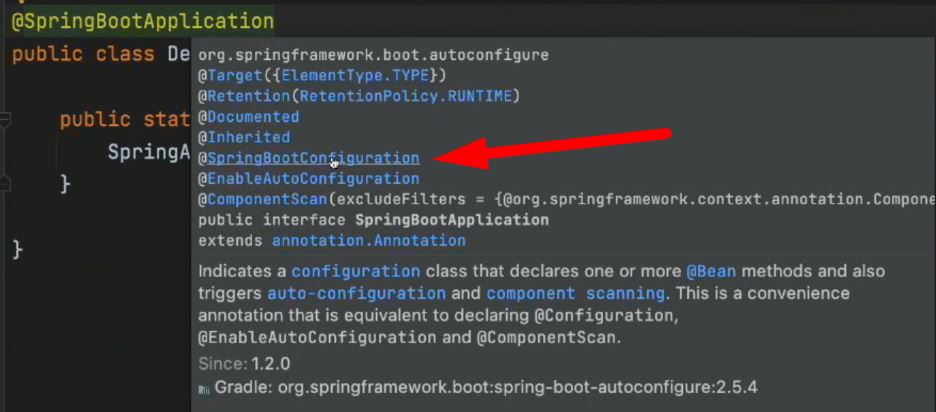 @SpringBootApplication
public class De
public stat
SpringA
}
}
org.springframework.boot.autoconfigure
@Target({ElementType.TYPE})
@Retention(RetentionPolicy.RUNTIME)
@Documented
@Inherited
@SpringBootConfiguration
@EnableAutoConfiguration
@ComponentScan(excludeFilters = {@org.springframework.context.annotation.Compone
public interface SpringBootApplication
extends annotation.Annotation
Indicates a configuration class that declares one or more @Bean methods and also
triggers auto-configuration and component scanning. This is a convenience
annotation that is equivalent to declaring @Configuration,
@EnableAutoConfiguration and @ComponentScan.
Since: 1.2.0
Gradle: org.springframework.boot:spring-boot-autoconfigure:2.5.4